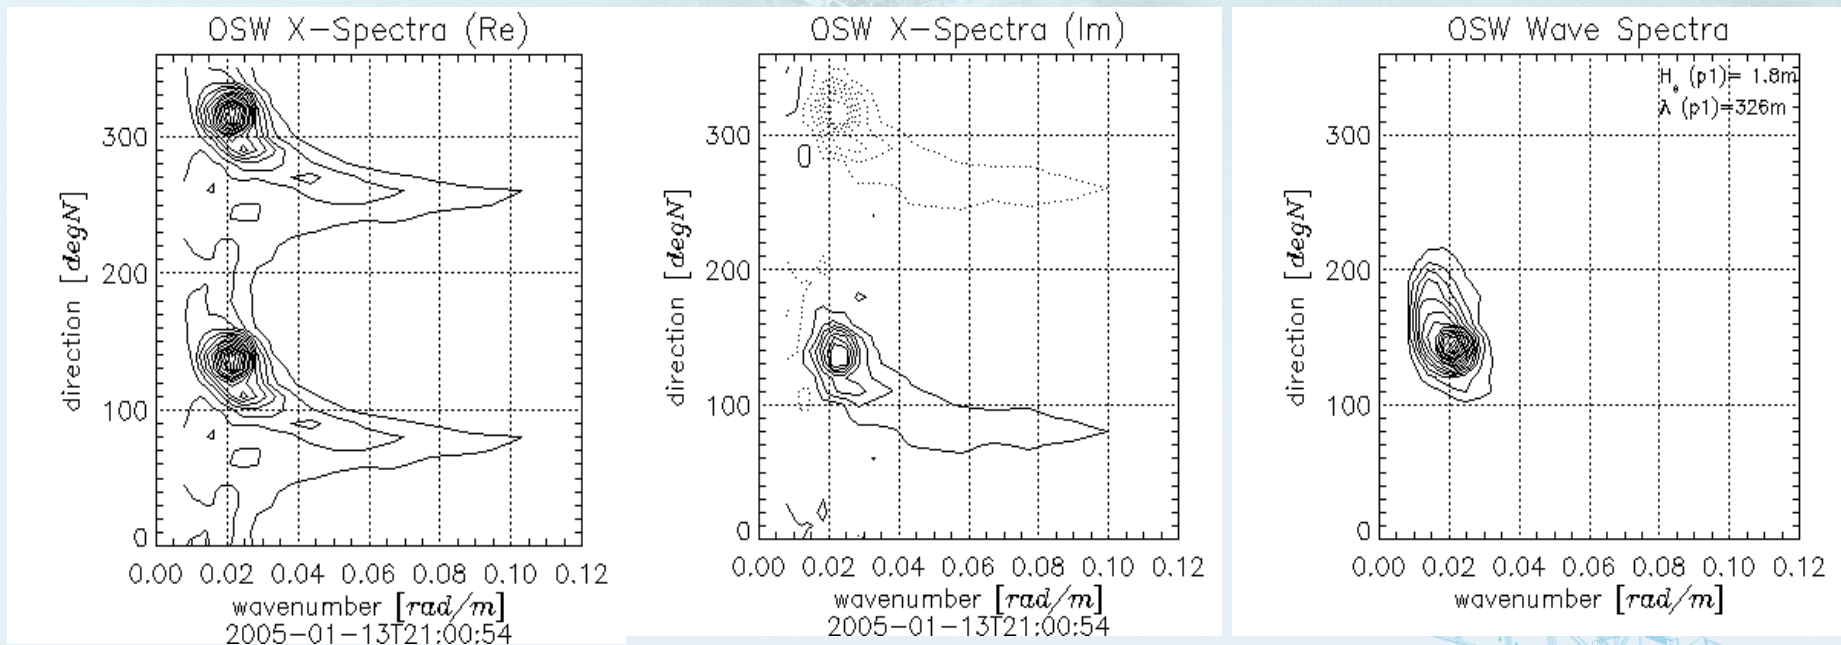 OSW X-Spectra (Re)
300
200
100
0
direction [degN]
0.00 0.02 0.04 0.06 0.08 0.10 0.12
wavenumber [rad/m]
2005-01-13T21:00:54
OSW X-Spectra (Im)
300
200
100
0
direction [degN]
0.00 0.02 0.04 0.06 0.08 0.10 0.12
wavenumber [rad/m]
2005-01-13T21:00:54
OSW Wave Spectra
Hs (p1)= 1.8m
λ (p1)=326m
300
200
100
0
direction [degN]
0.00 0.02 0.04 0.06 0.08 0.10 0.12
wavenumber [rad/m]